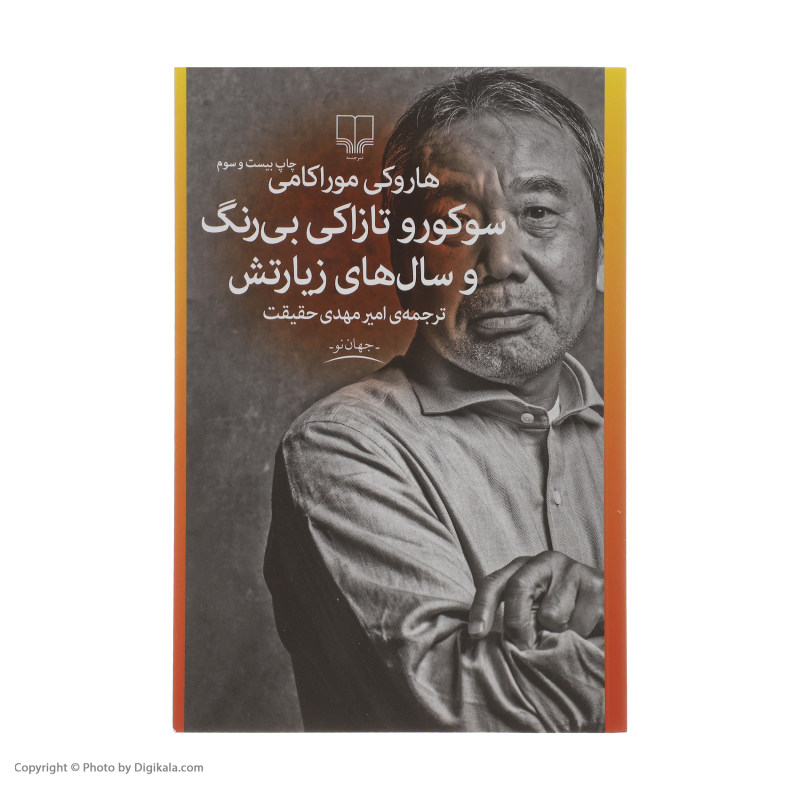 نشرچشمه
چاپ بیست و سوم
هاروکی موراکامی
سوکورو تازاکی بی‌رنگ
و سال‌های زیارتش
ترجمه‌ی امیر مهدی حقیقت
- جهان نو -
Copyright © Photo by Digikala.com